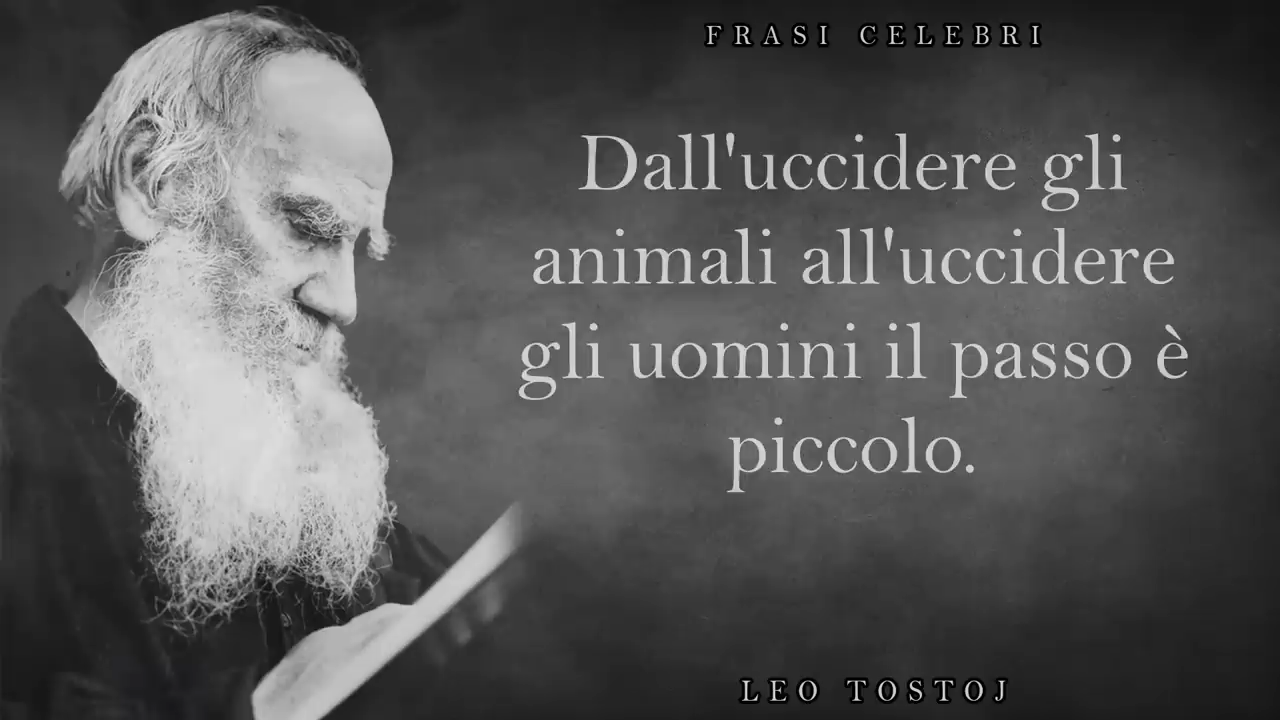 FRASI CELEBRI
Dall'uccidere gli
animali all'uccidere
gli uomini il passo è
piccolo.
LEO TOSTOJ